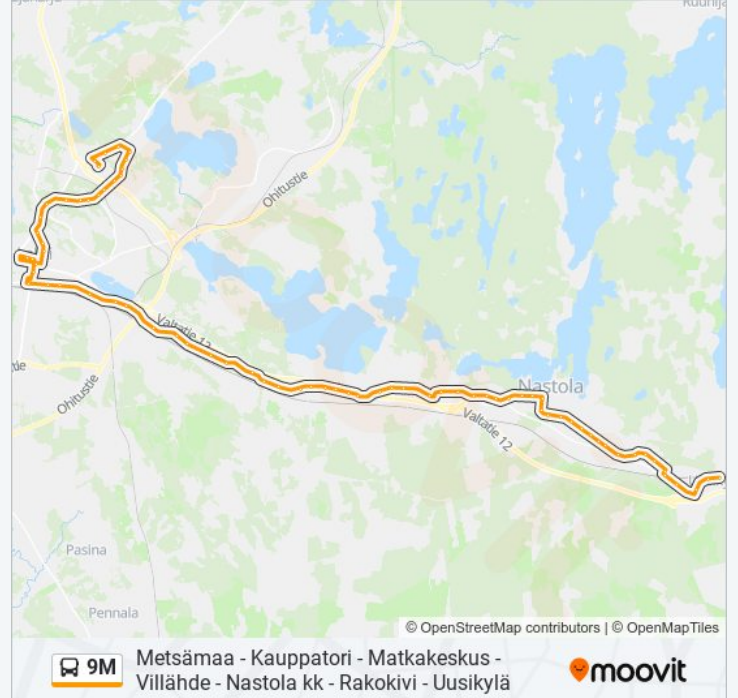 Ohitustie
Valtatie 12
Ohitustie
Nastola
Valtatie 12
Pasina
Pennala
© OpenStreetMap contributors | © OpenMapTiles
9M
Metsämaa - Kauppatori - Matkakeskus -
Villähde - Nastola kk - Rakokivi - Uusikylä
moovit